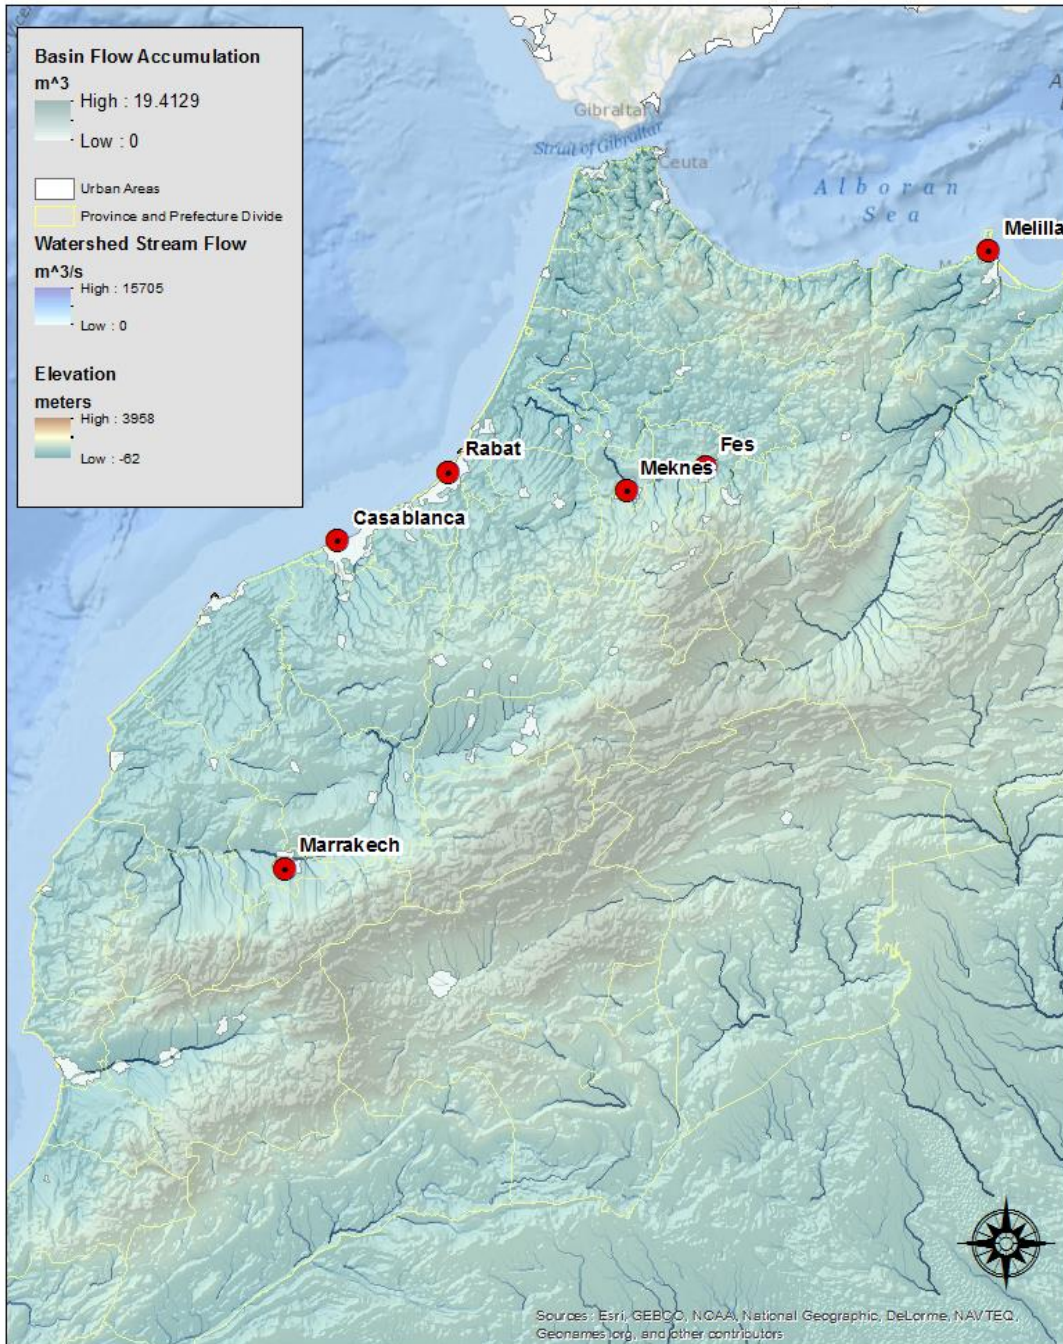 Basin Flow Accumulation
m^3
High : 19.4129
Low : 0
Urban Areas
Province and Prefecture Divide
Watershed Stream Flow
m^3/s
High : 15705
Low : 0
Elevation
meters
High : 3958
Low : -62
Gibraltar
Strait of Gibraltar
Ceuta
Alboran
Sea
Melilla
Rabat
Fes
Meknes
Casablanca
Marrakech
Sources : Esri, GEBCO, NOAA, National Geographic, DeLorme, NAVTEQ,
Geonames.org, and other contributors